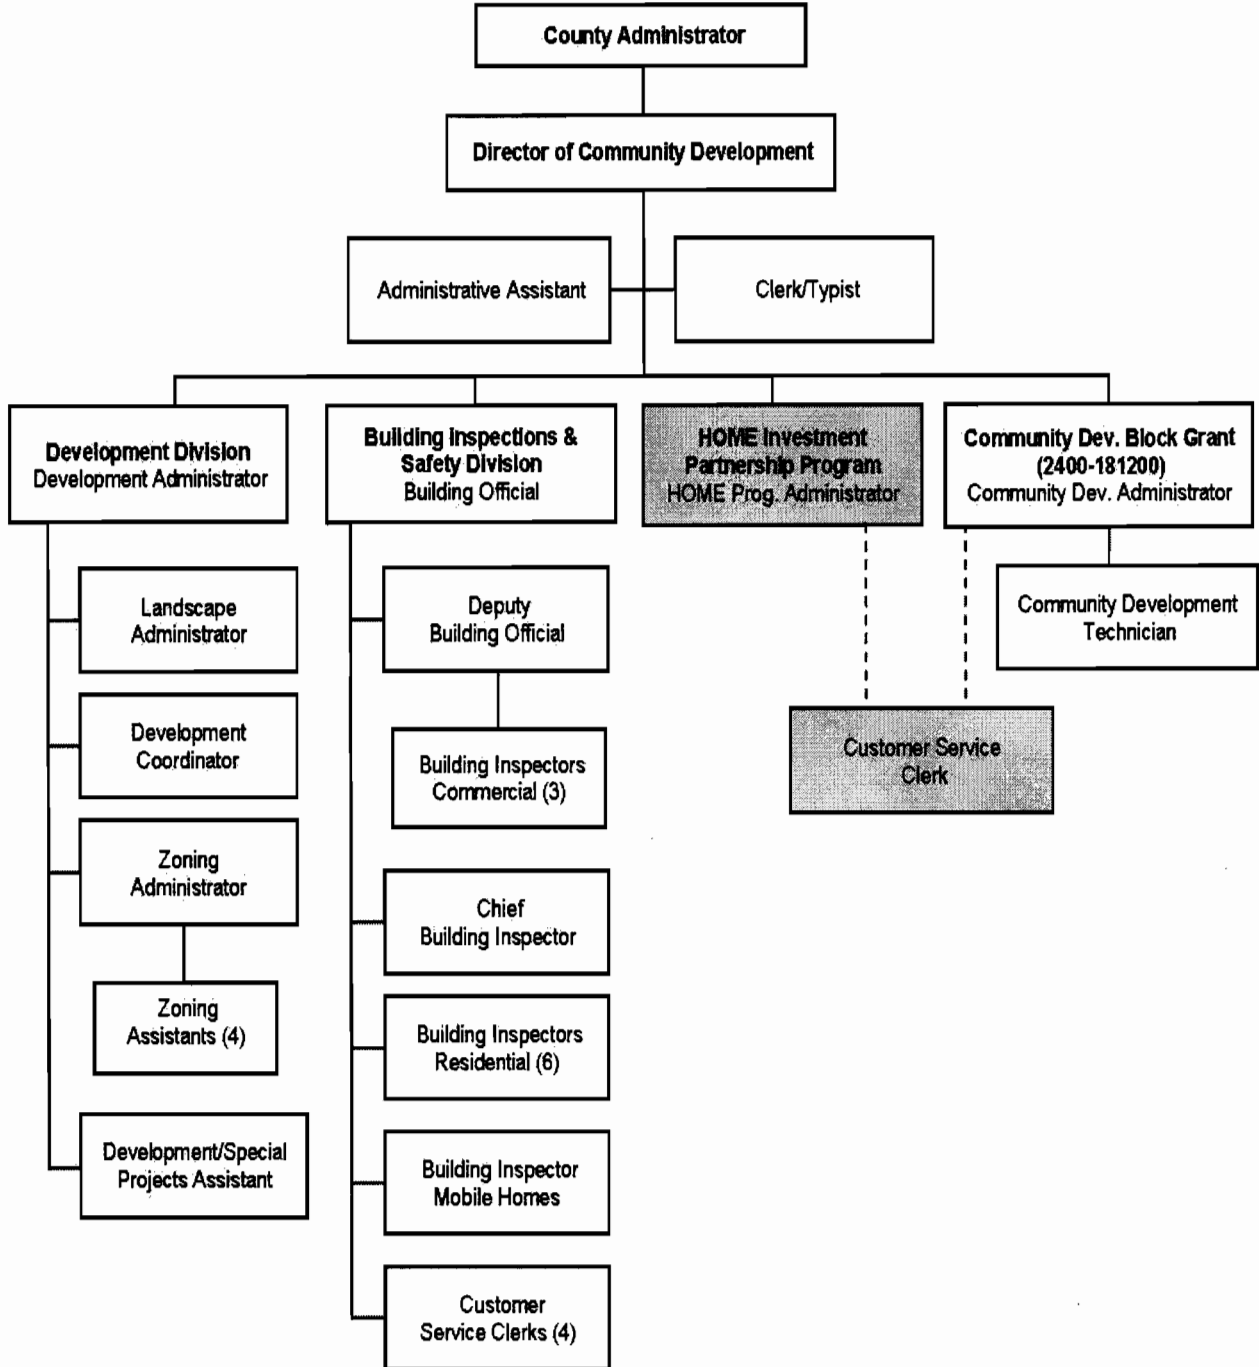 County Administrator
Director of Community Development
Administrative Assistant
Clerk/Typist
Development Division
Development Administrator
Building Inspections &
Safety Division
Building Official
HOME Investment
Partnership Program
HOME Prog. Administrator
Community Dev. Block Grant
(2400-181200)
Community Dev. Administrator
Landscape
Administrator
Development
Coordinator
Zoning
Administrator
Zoning
Assistants (4)
Development/Special
Projects Assistant
Deputy
Building Official
Building Inspectors
Commercial (3)
Chief
Building Inspector
Building Inspectors
Residential (6)
Building Inspector
Mobile Homes
Customer
Service Clerks (4)
Community Development
Technician
Customer Service
Clerk